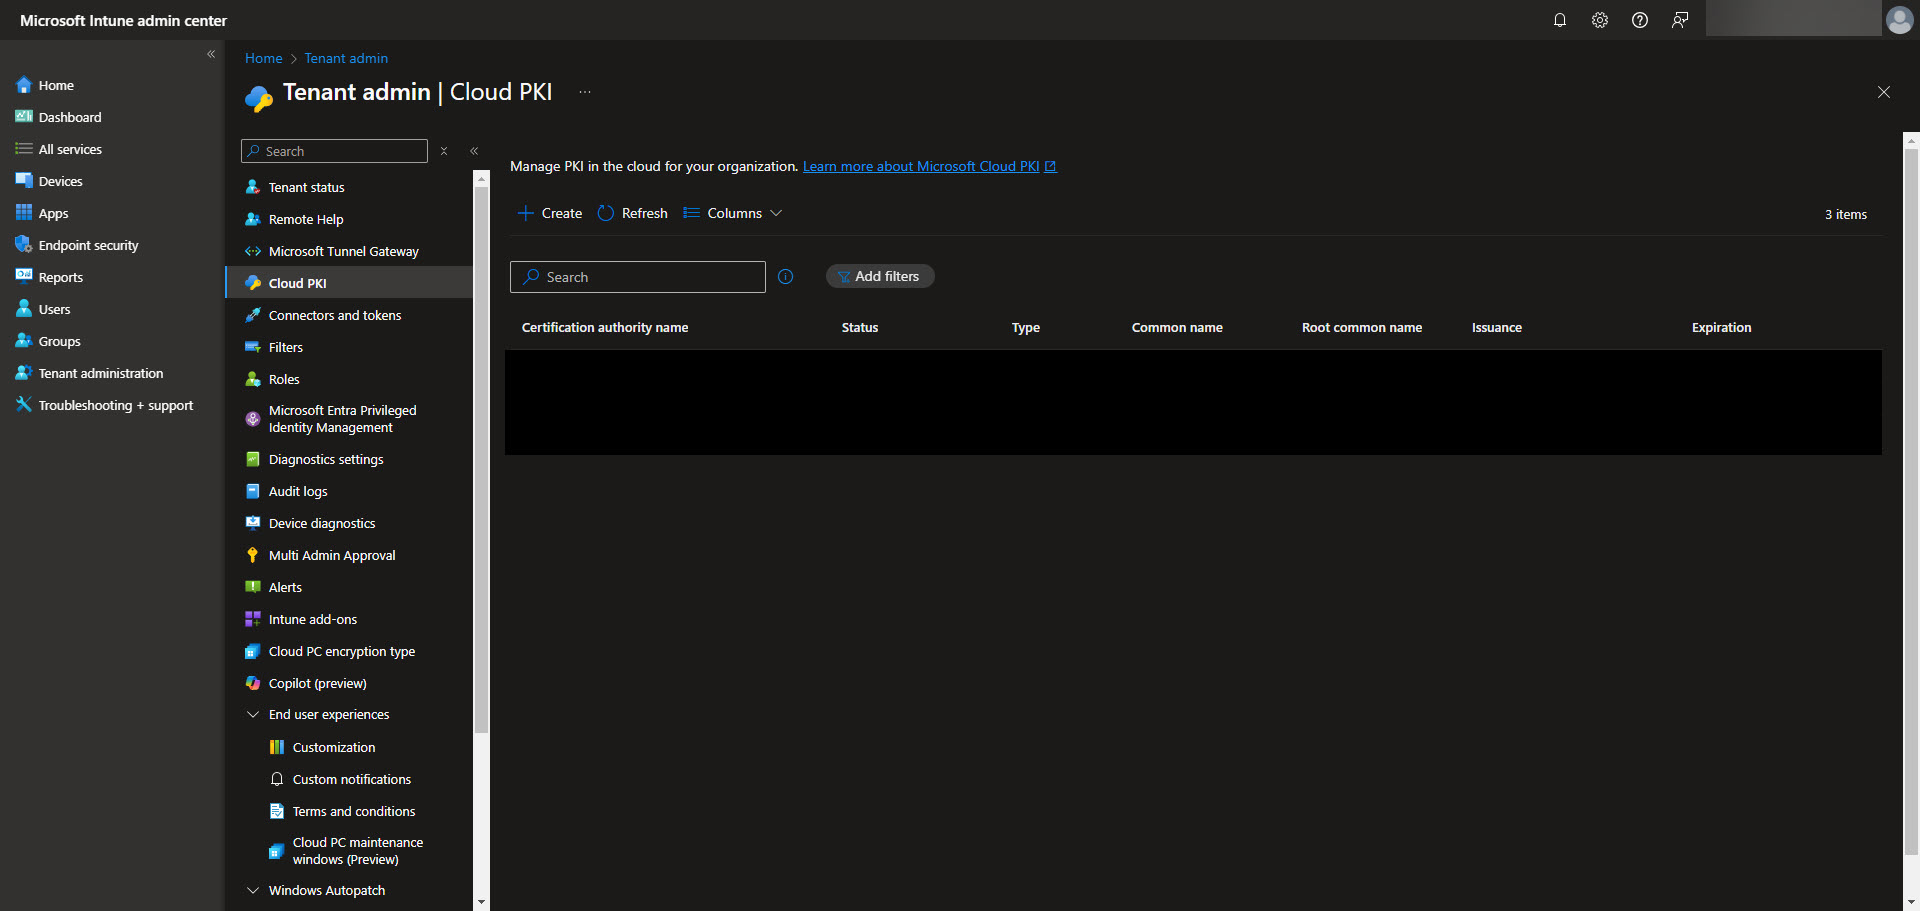 Microsoft Intune admin center
Home
Dashboard
All services
Devices
Apps
Endpoint security
Reports
Users
Groups
Tenant administration
Troubleshooting + support
Home > Tenant admin
Tenant admin | Cloud PKI ...
Search
Tenant status
Remote Help
Microsoft Tunnel Gateway
Cloud PKI
Connectors and tokens
Filters
Roles
Microsoft Entra Privileged
Identity Management
Diagnostics settings
Audit logs
Device diagnostics
Multi Admin Approval
Alerts
Intune add-ons
Cloud PC encryption type
Copilot (preview)
End user experiences
Customization
Custom notifications
Terms and conditions
Cloud PC maintenance
windows (Preview)
Windows Autopatch
Manage PKI in the cloud for your organization. Learn more about Microsoft Cloud PKI
Create Refresh Columns
3 items
Search
Add filters
Certification authority name Status Type Common name Root common name Issuance Expiration